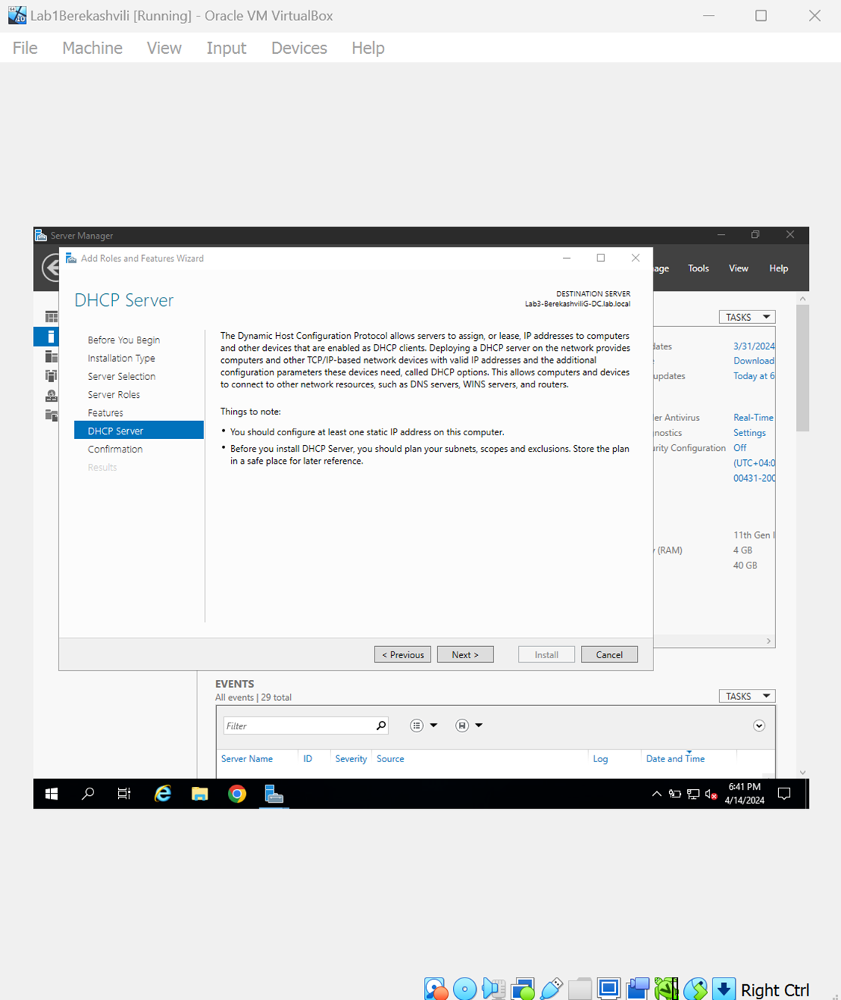 Lab1Berekashvili [Running] - Oracle VM VirtualBox
File Machine View Input Devices Help
Server Manager
Add Roles and Features Wizard
Tools View Help
DHCP Server
DESTINATION SERVER
Lab3-BerekashviliG-DC.lab.local
TASKS
Before You Begin
Installation Type
Server Selection
Server Roles
Features
DHCP Server
Confirmation
Results
The Dynamic Host Configuration Protocol allows servers to assign, or lease, IP addresses to computers
and other devices that are enabled as DHCP clients. Deploying a DHCP server on the network provides
computers and other TCP/IP-based network devices with valid IP addresses and the additional
configuration parameters these devices need, called DHCP options. This allows computers and devices
to connect to other network resources, such as DNS servers, WINS servers, and routers.
Things to note:
• You should configure at least one static IP address on this computer.
• Before you install DHCP Server, you should plan your subnets, scopes and exclusions. Store the plan
in a safe place for later reference.
3/31/2024
Download
updates Today at 6
Antivirus Real-Time
Settings
Configuration Off
(UTC+04:0
00431-200
11th Gen I
(RAM) 4 GB
40 GB
< Previous Next > Install Cancel
EVENTS
All events | 29 total
TASKS
Filter
Server Name ID Severity Source Log Date and Time
6:41 PM
4/14/2024
Right Ctrl